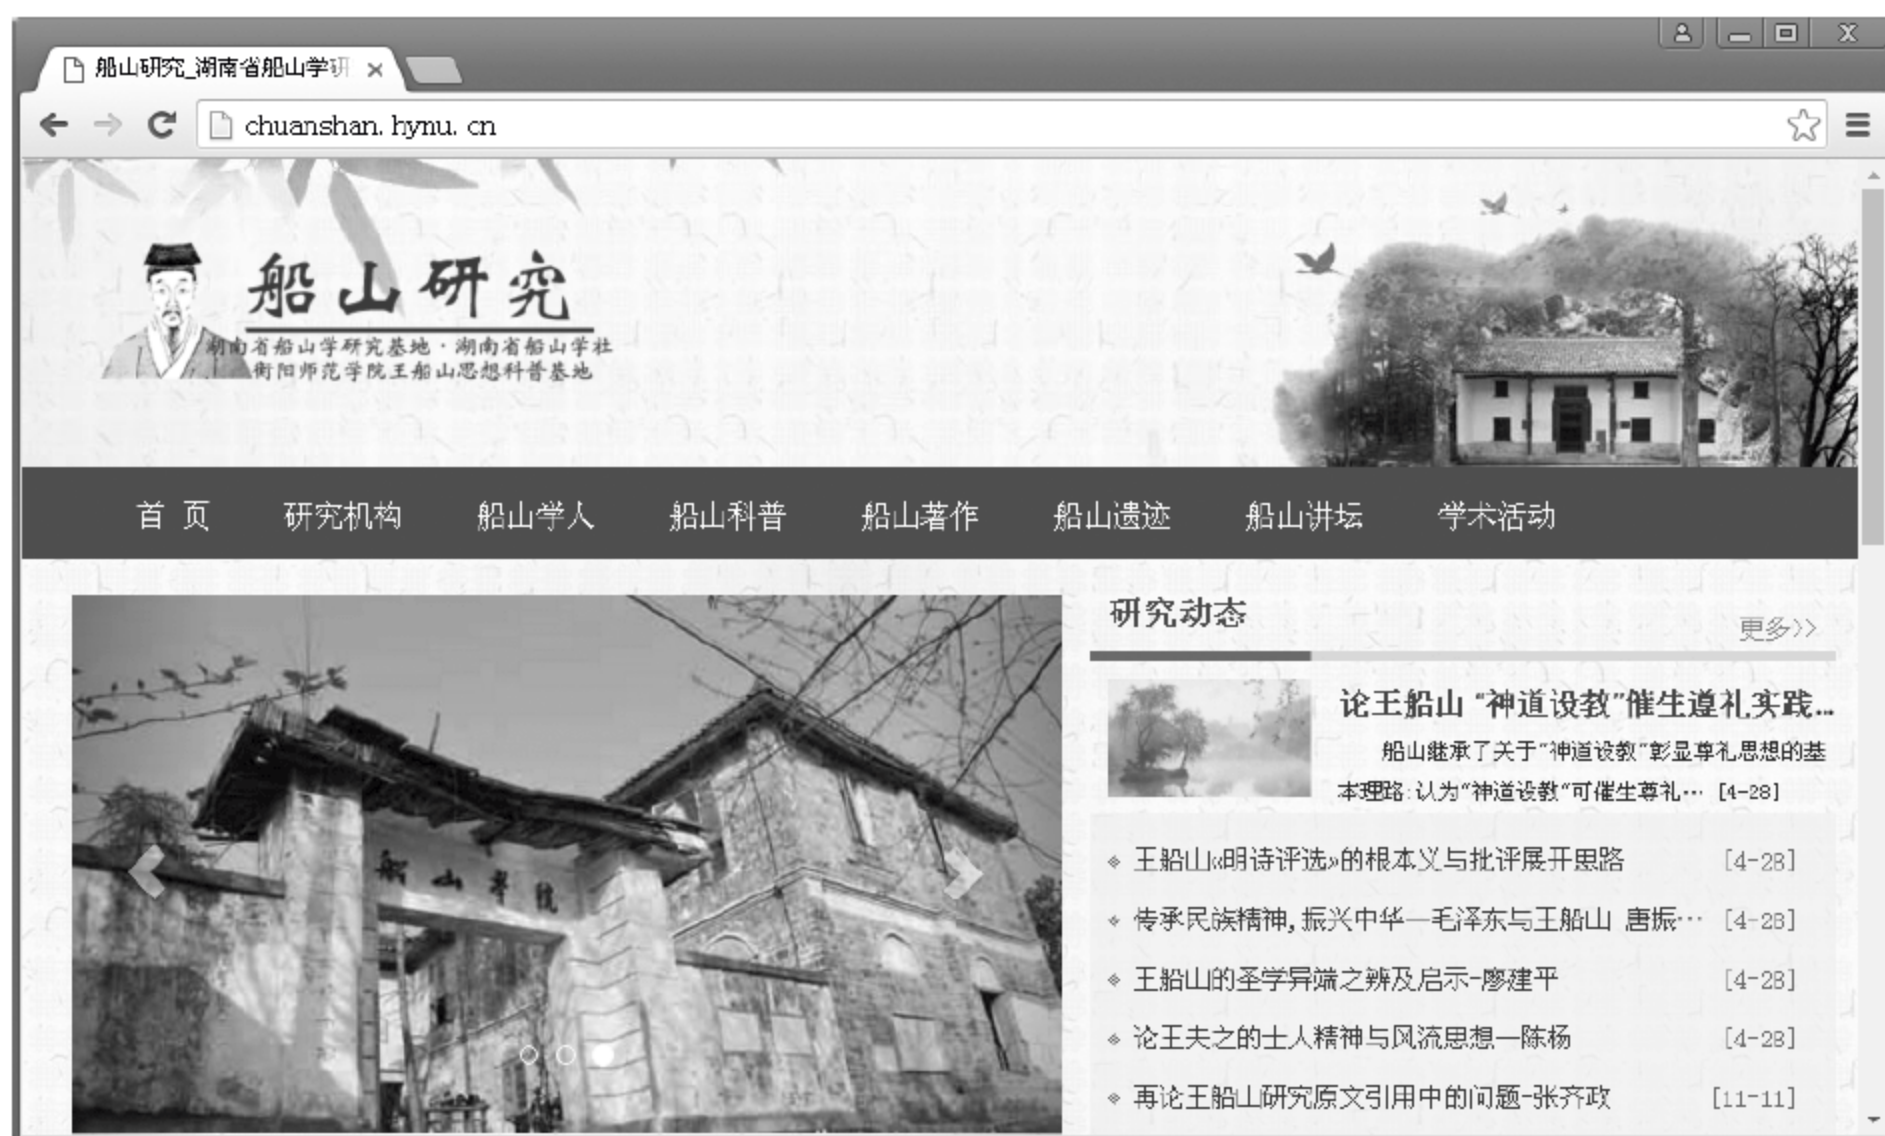 船山研究_湖南省船山学研
chuanshan.hynu.cn
船山研究
湖南省船山学研究基地·湖南省船山学社
衡阳师范学院王船山思想科普基地
首 页 研究机构 船山学人 船山科普 船山著作 船山遗迹 船山讲坛 学术活动
船山书院
研究动态
更多>>
论王船山“神道设教”催生遵礼实践...
船山继承了关于“神道设教”彰显尊礼思想的基
本理路:认为“神道设教”可催生尊礼… [4-28]
王船山«明诗评选»的根本义与批评展开思路 [4-28]
传承民族精神,振兴中华—毛泽东与王船山 唐振… [4-28]
王船山的圣学异端之辨及启示-廖建平 [4-28]
论王夫之的士人精神与风流思想—陈杨 [4-28]
再论王船山研究原文引用中的问题-张齐政 [11-11]